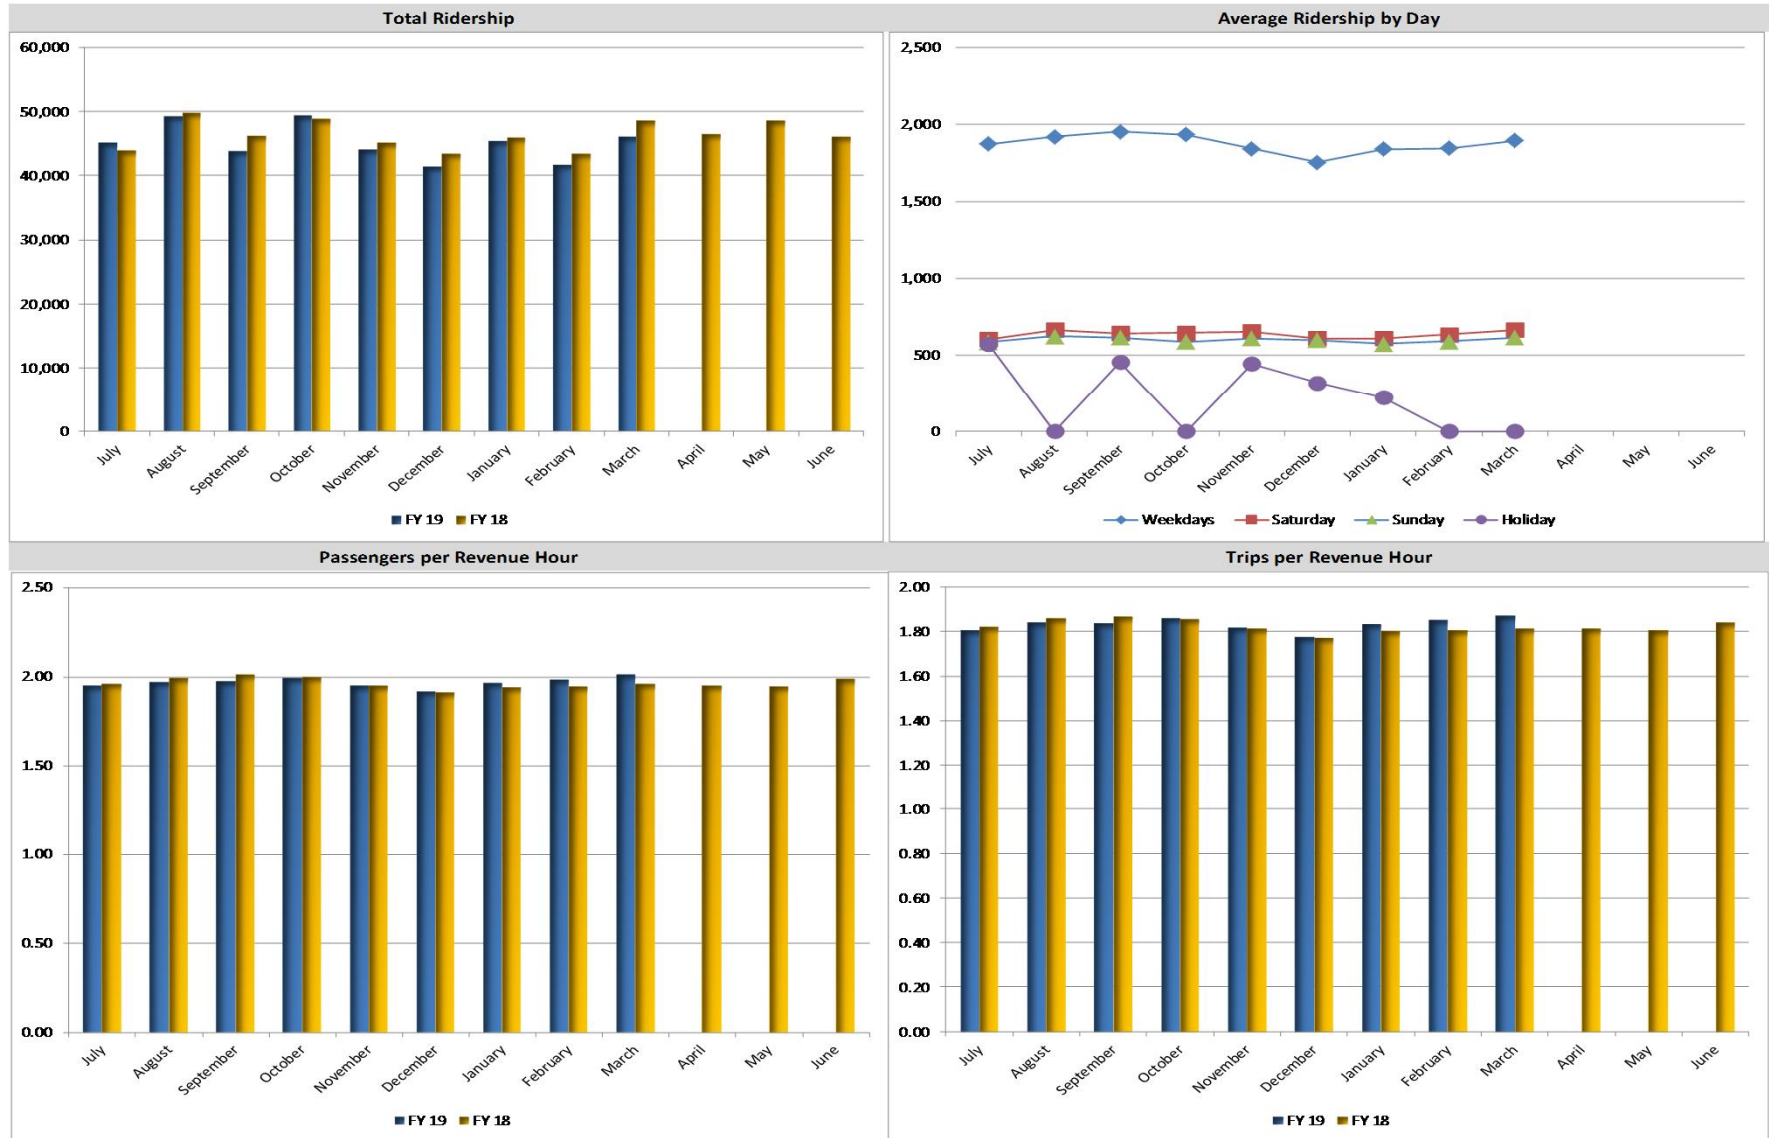 Total Ridership
60,000
50,000
40,000
30,000
20,000
10,000
0
July August September October November December January February March April May June
FY 19 FY 18
Average Ridership by Day
2,500
2,000
1,500
1,000
500
0
July August September October November December January February March April May June
Weekdays Saturday Sunday Holiday
Passengers per Revenue Hour
2.50
2.00
1.50
1.00
0.50
0.00
July August September October November December January February March April May June
FY 19 FY 18
Trips per Revenue Hour
2.00
1.80
1.60
1.40
1.20
1.00
0.80
0.60
0.40
0.20
0.00
July August September October November December January February March April May June
FY 19 FY 18